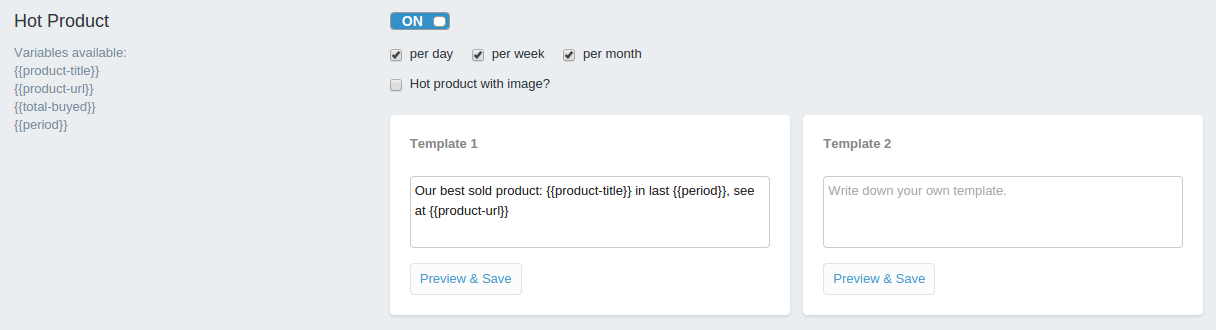 Hot Product
Variables available:
{{product-title}}
{{product-url}}
{{total-buyed}}
{{period}}
ON
per day per week per month
Hot product with image?
Template 1
Our best sold product: {{product-title}} in last {{period}}, see
at {{product-url}}
Preview & Save
Template 2
Write down your own template.
Preview & Save